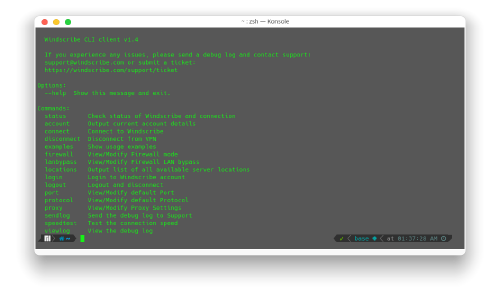 ~ : zsh — Konsole
Windscribe CLI client v1.4
If you experience any issues, please send a debug log and contact support:
support@windscribe.com or submit a ticket:
https://windscribe.com/support/ticket
Options:
--help  Show this message and exit.
Commands:
status      Check status of Windscribe and connection
account     Output current account details
connect     Connect to Windscribe
disconnect  Disconnect from VPN
examples    Show usage examples
firewall    View/Modify Firewall mode
lanbypass   View/Modify Firewall LAN bypass
locations   Output list of all available server locations
login       Login to Windscribe account
logout      Logout and disconnect
port        View/Modify default Port
protocol    View/Modify default Protocol
proxy       View/Modify Proxy Settings
sendlog     Send the debug log to Support
speedtest   Test the connection speed
viewlog     View the debug log
~ ✔ base at 01:37:28 AM